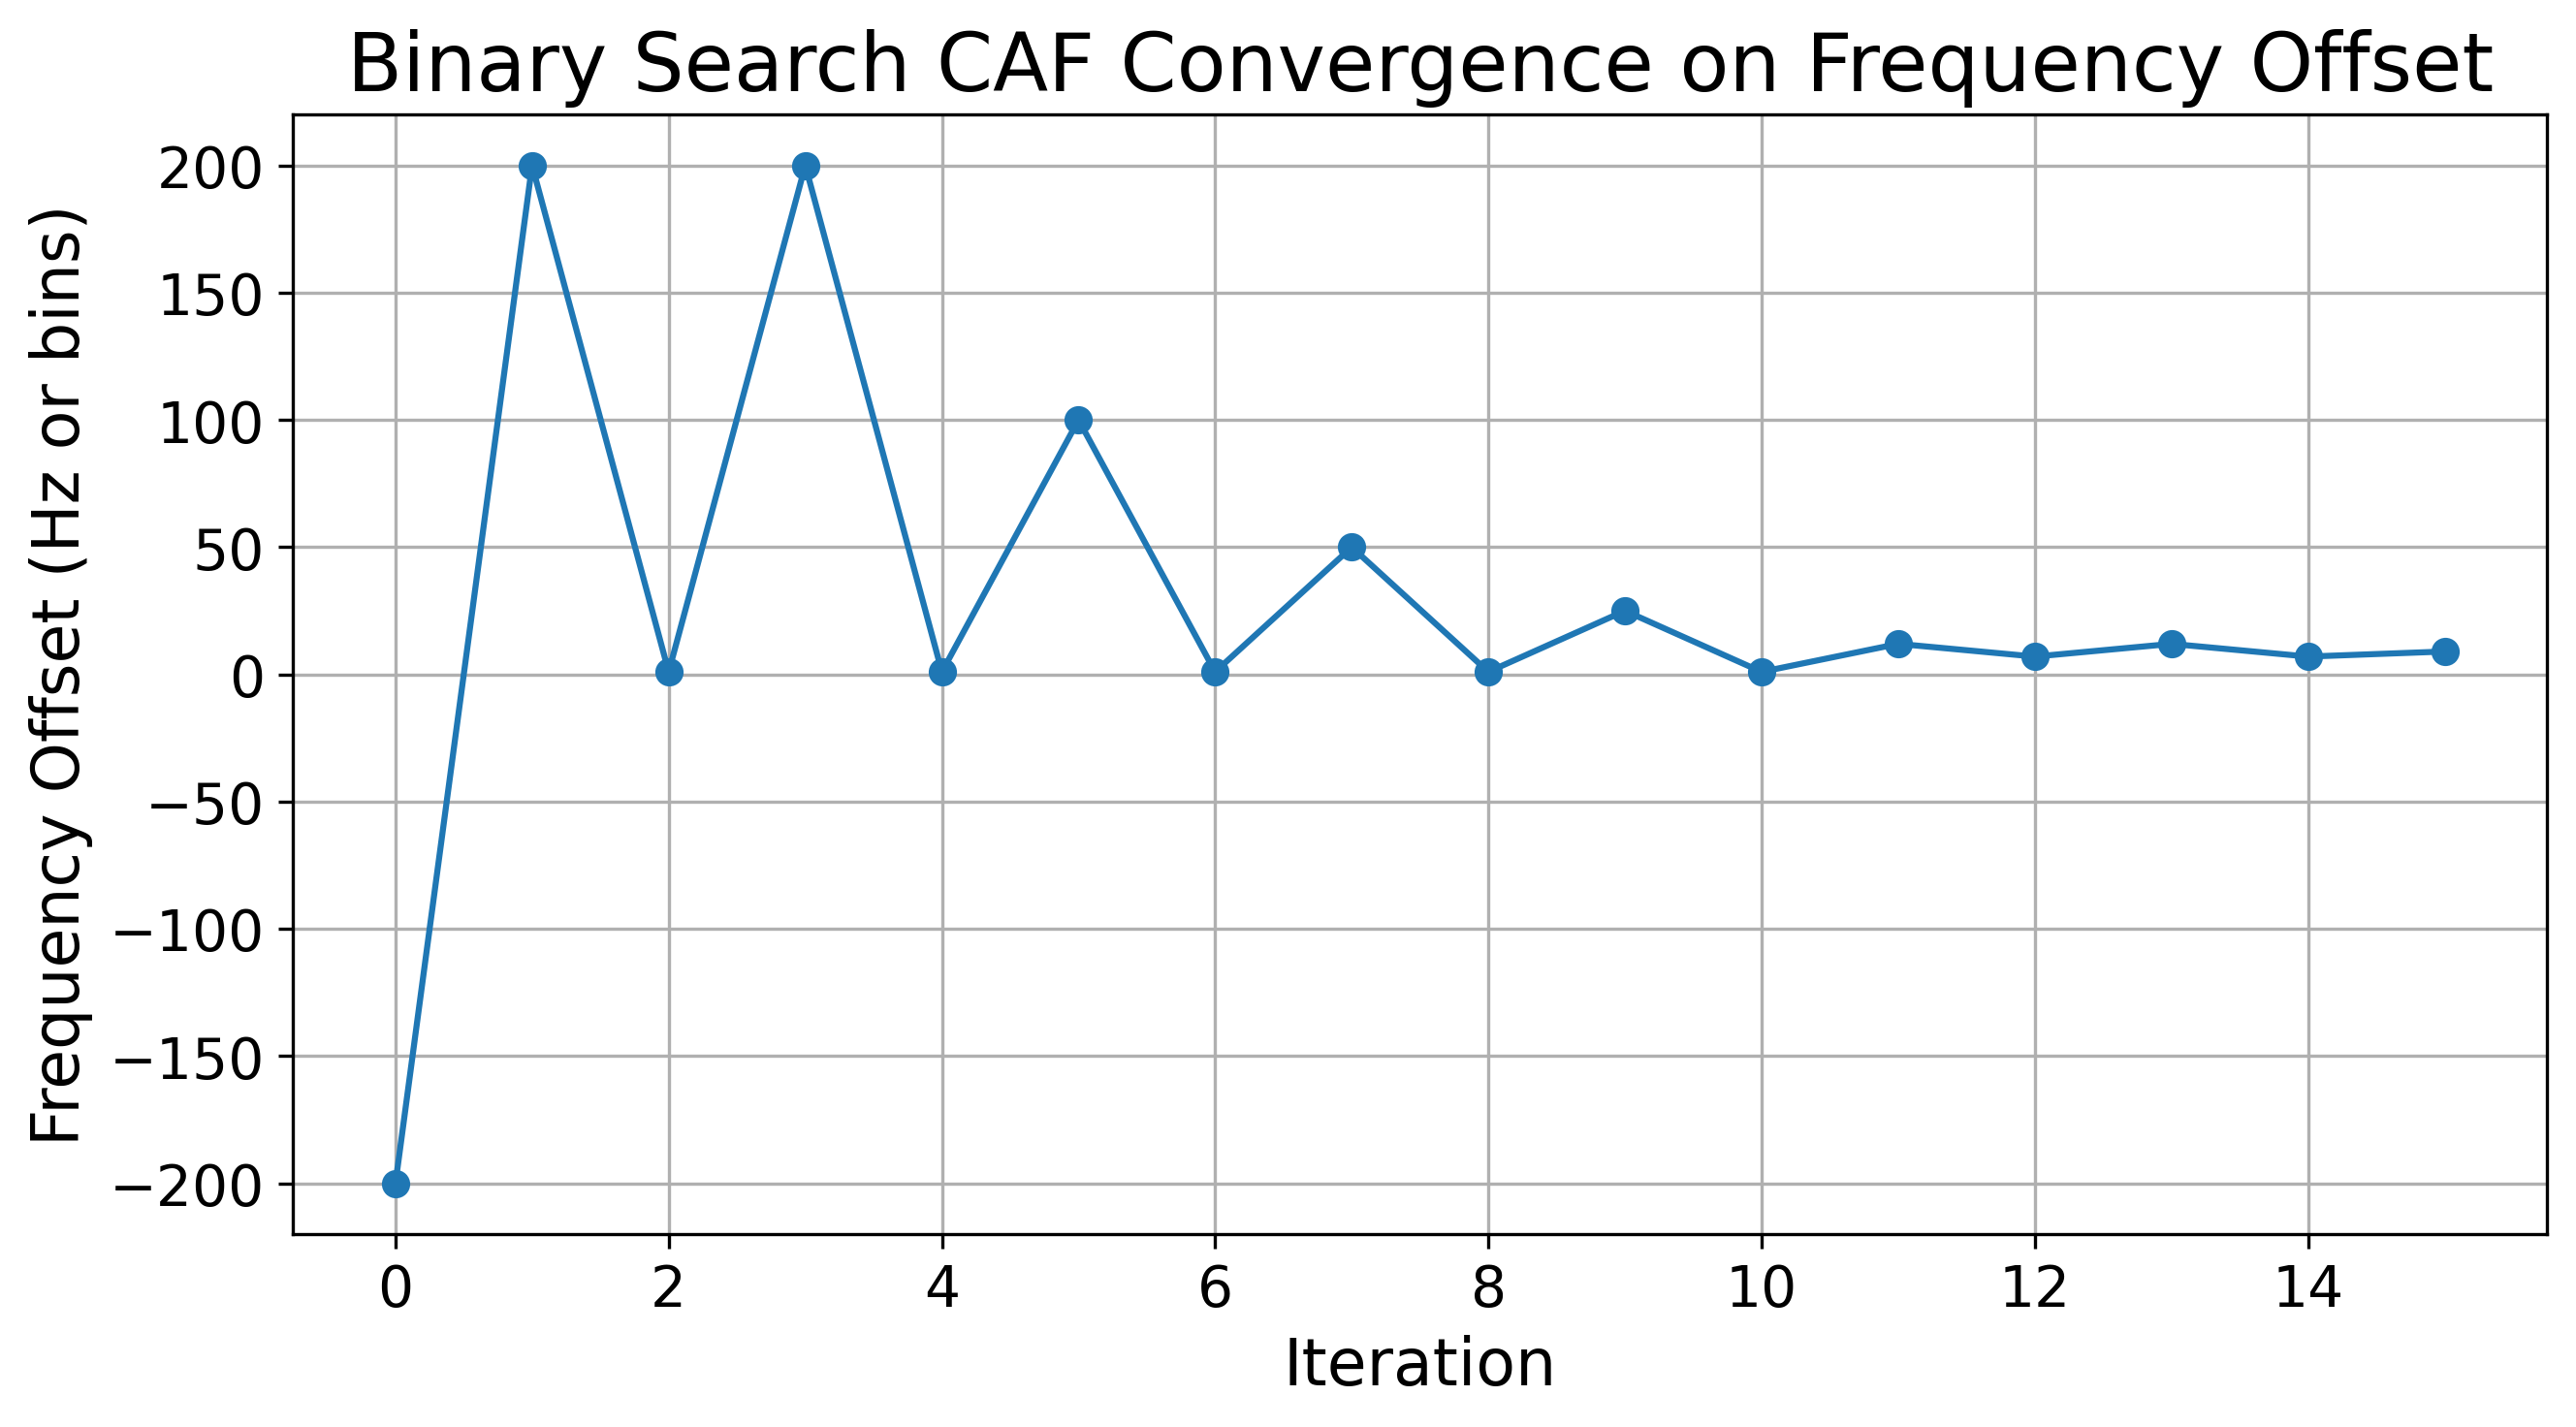 Binary Search CAF Convergence on Frequency Offset
Frequency Offset (Hz or bins)
200
150
100
50
0
−50
−100
−150
−200
0 2 4 6 8 10 12 14
Iteration